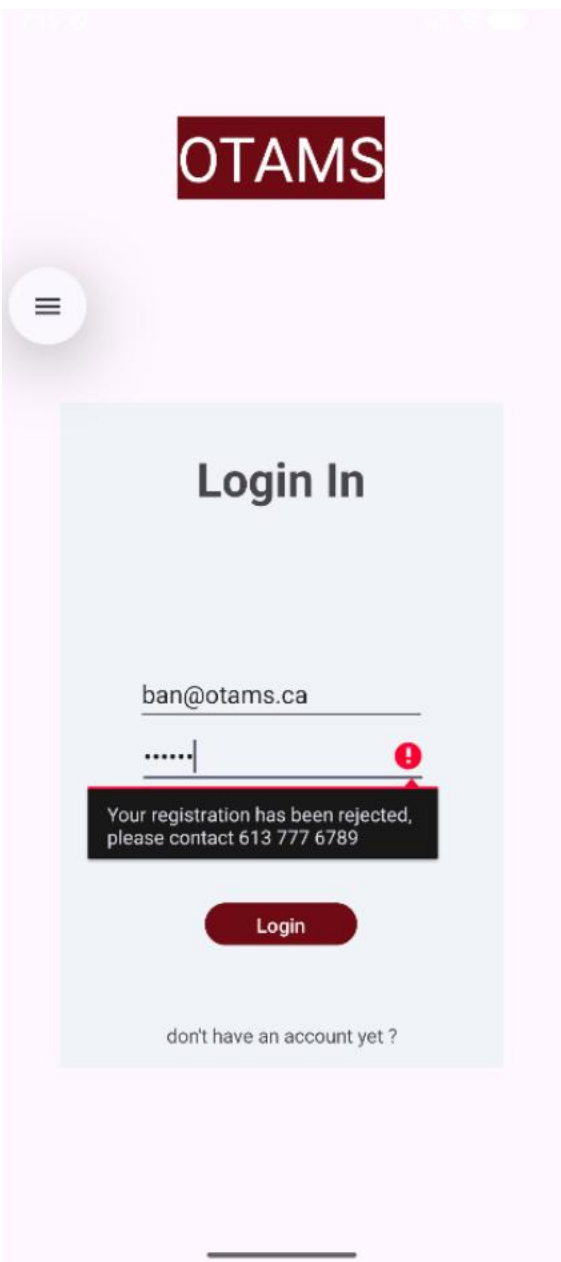 OTAMS
Login In
ban@otams.ca
••••••
Your registration has been rejected,
please contact 613 777 6789
Login
don't have an account yet ?